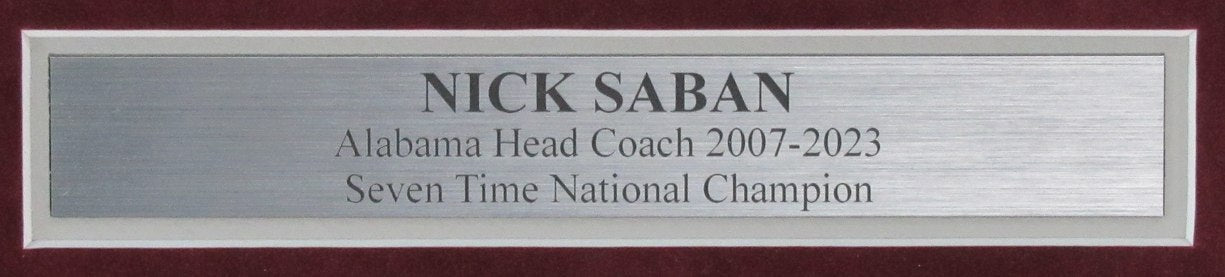 NICK SABAN
Alabama Head Coach 2007-2023
Seven Time National Champion